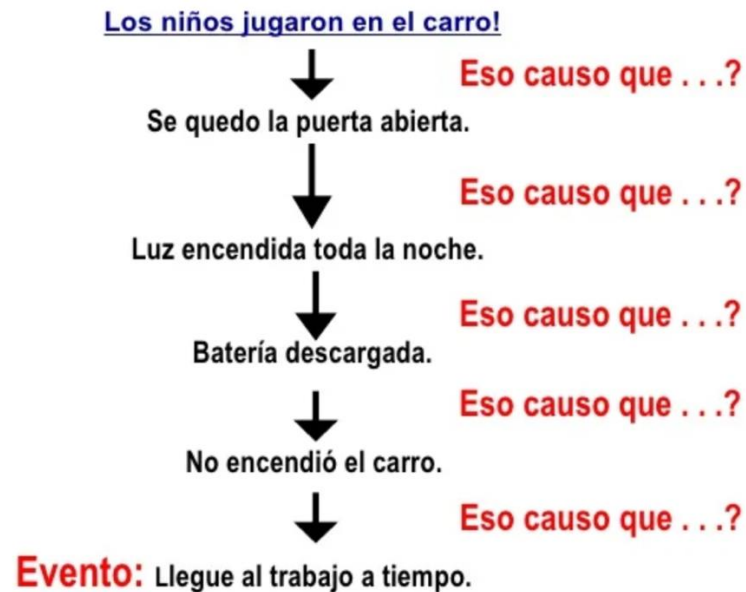 Los niños jugaron en el carro!
Eso causo que . . .?
Se quedo la puerta abierta.
Eso causo que . . .?
Luz encendida toda la noche.
Eso causo que . . .?
Batería descargada.
Eso causo que . . .?
No encendió el carro.
Eso causo que . . .?
Evento: Llegue al trabajo a tiempo.